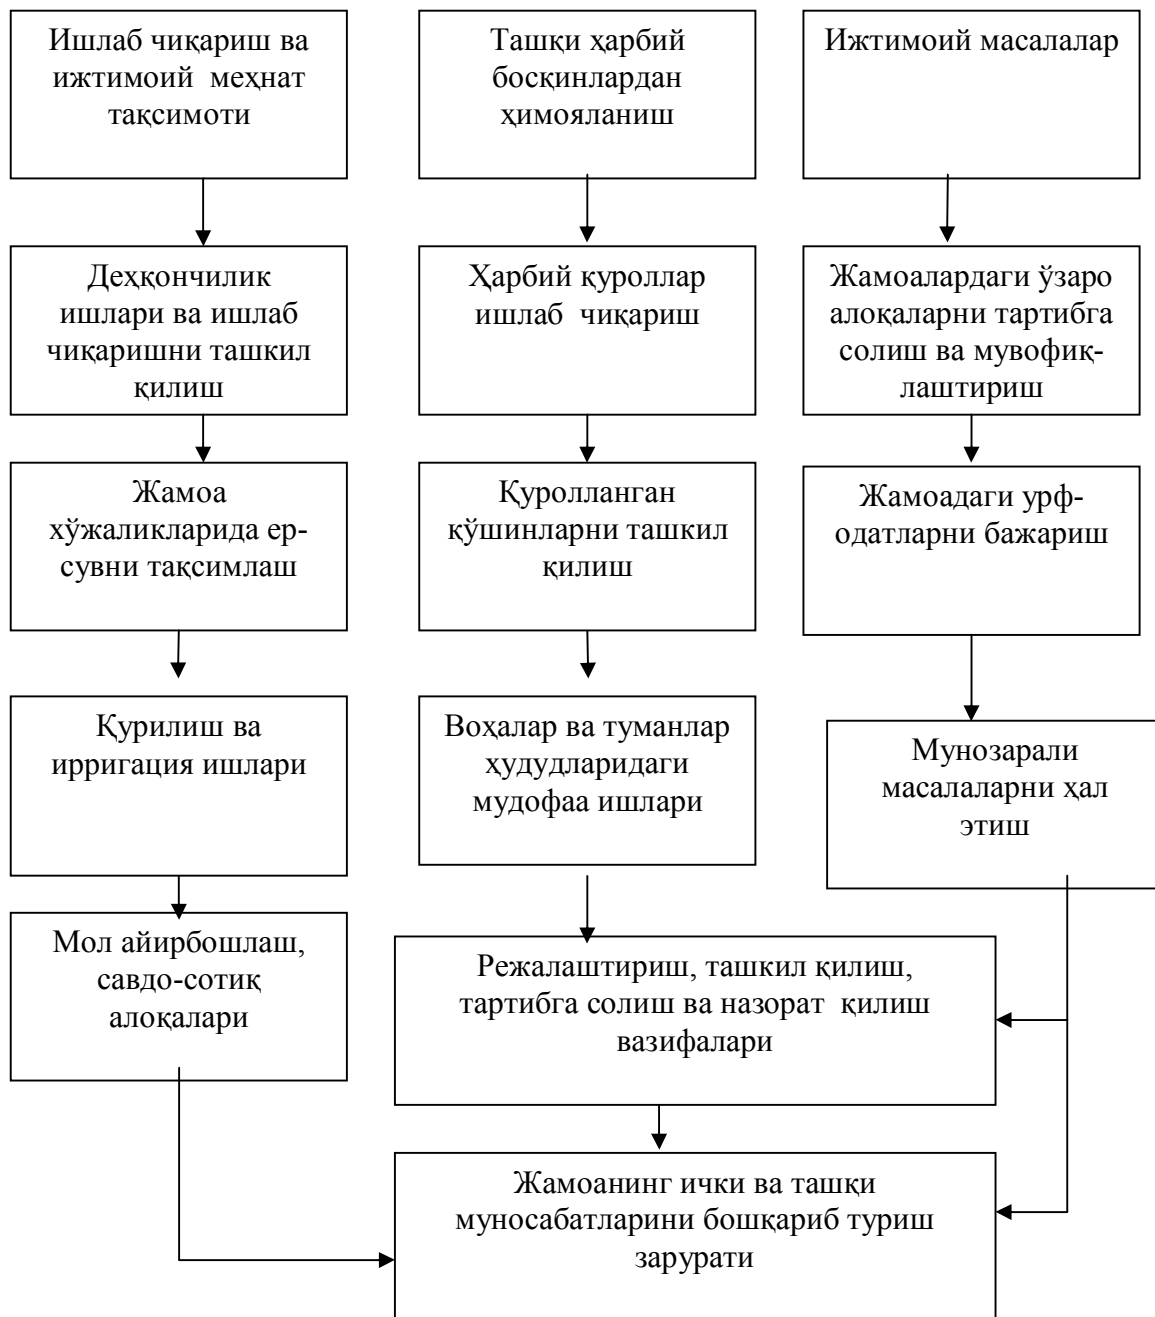 Ишлаб чиқариш ва
ижтимоий меҳнат
тақсимоти
Ташқи ҳарбий
босқинлардан
ҳимояланиш
Ижтимоий масалалар
Деҳқончилик
ишлари ва ишлаб
чиқаришни ташкил
қилиш
Ҳарбий қуроллар
ишлаб чиқариш
Жамоалардаги ўзаро
алоқаларни тартибга
солиш ва мувофиқ-
лаштириш
Жамоа
хўжаликларида ер-
сувни тақсимлаш
Қуролланган
қўшинларни ташкил
қилиш
Жамоадаги урф-
одатларни бажариш
Қурилиш ва
ирригация ишлари
Воҳалар ва туманлар
ҳудудларидаги
мудофаа ишлари
Мунозарали
масалаларни ҳал
этиш
Мол айирбошлаш,
савдо-сотиқ
алоқалари
Режалаштириш, ташкил қилиш,
тартибга солиш ва назорат қилиш
вазифалари
Жамоанинг ички ва ташқи
муносабатларини бошқариб туриш
зарурати